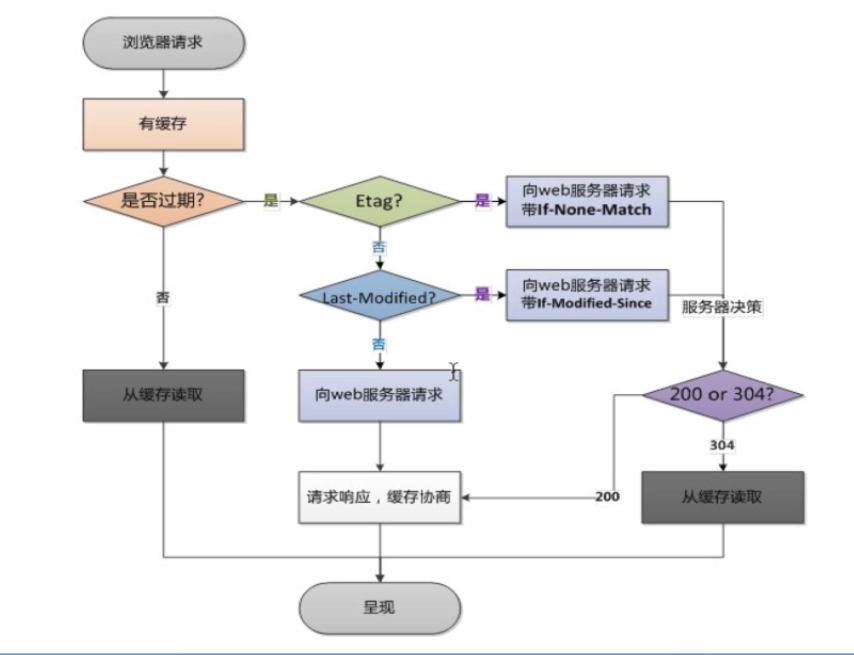 浏览器请求
有缓存
是否过期?
是
Etag?
是
向web服务器请求
带If-None-Match
否
否
Last-Modified?
是
向web服务器请求
带If-Modified-Since
服务器决策
否
从缓存读取
向web服务器请求
200 or 304?
304
请求响应，缓存协商
200
从缓存读取
呈现